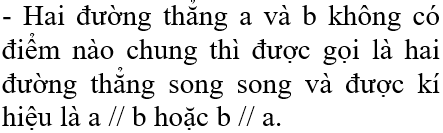 - Hai đường thẳng a và b không có
điểm nào chung thì được gọi là hai
đường thẳng song song và được kí
hiệu là a // b hoặc b // a.